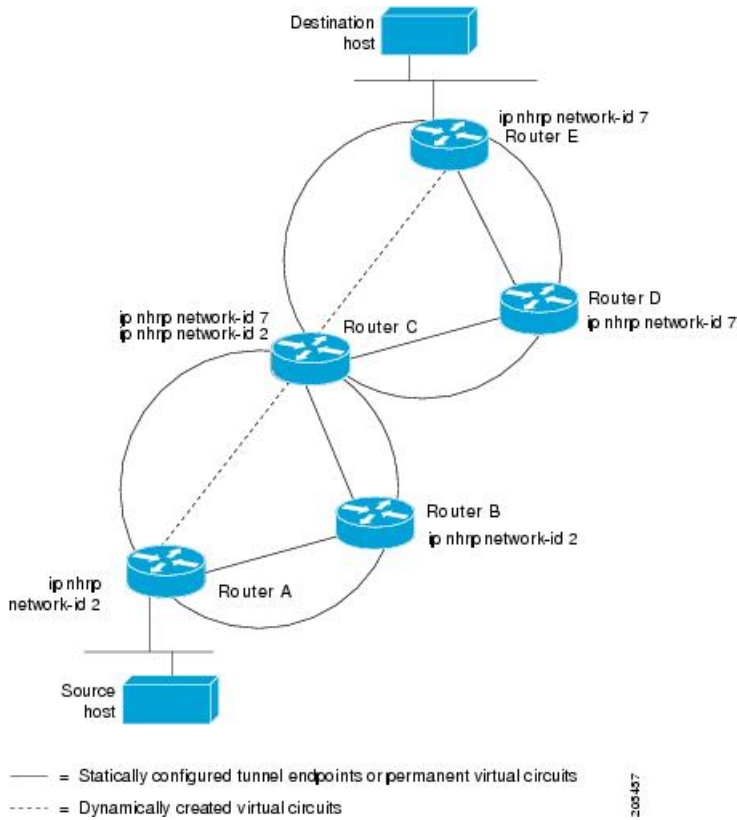 Destination
host
ip nhrp network-id 7
Router E
Router D
ip nhrp network-id 7
ip nhrp network-id 7
ip nhrp network-id 2
Router C
Router B
ip nhrp network-id 2
ip nhrp
network-id 2
Router A
Source
host
= Statically configured tunnel endpoints or permanent virtual circuits
= Dynamically created virtual circuits